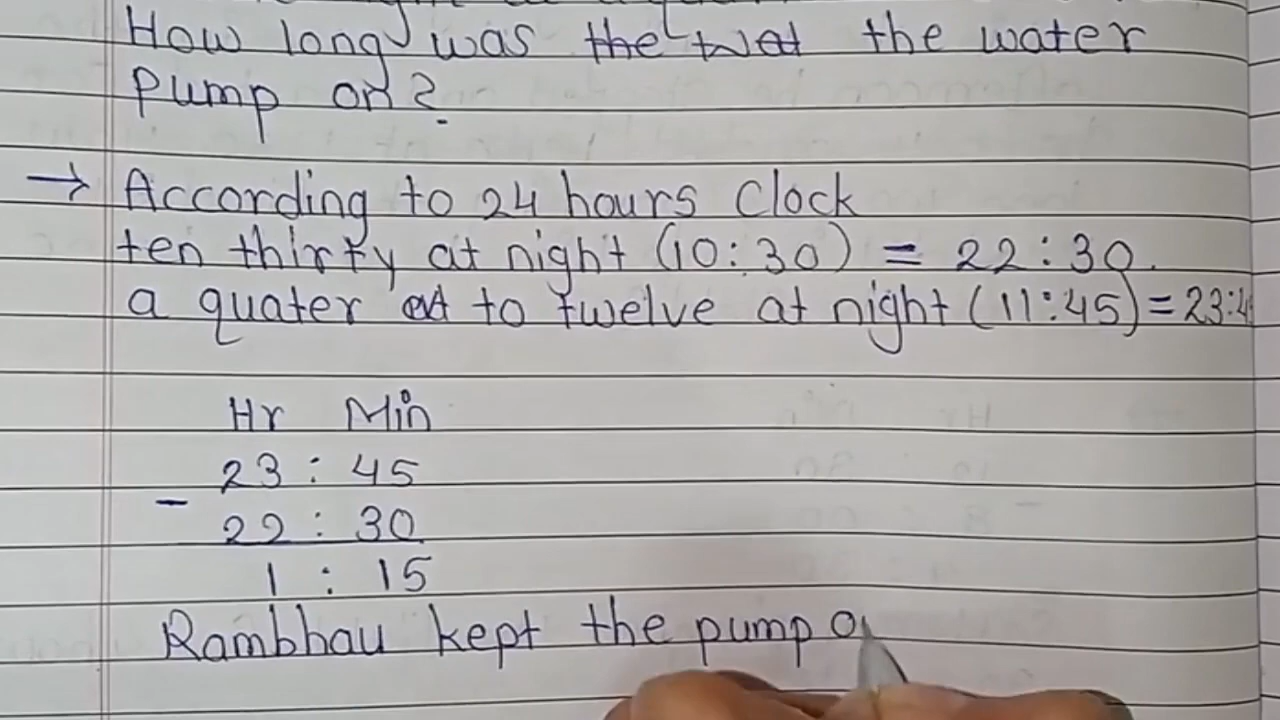 How long was the wat the water
Pump on?
→ According to 24 hours Clock
ten thirty at night (10:30) = 22:30.
a quater at to twelve at night (11:45) = 23:4
Hr Min
23 : 45
- 22 : 30
1 : 15
Rambhau kept the pump o